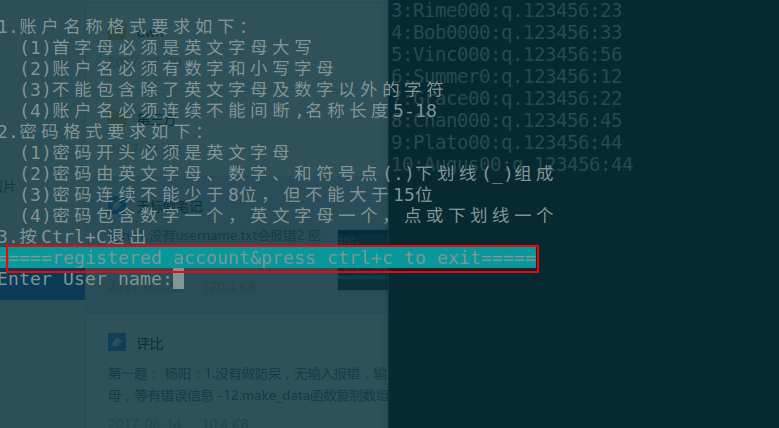 1.账户名称格式要求如下:
(1)首字母必须是英文字母大写
(2)账户名必须有数字和小写字母
(3)不能包含除了英文字母及数字以外的字符
(4)账户名必须连续不能间断,名称长度5-18
2.密码格式要求如下:
(1)密码开头必须是英文字母
(2)密码由英文字母、数字、和符号点(.)下划线(_)组成
(3)密码连续不能少于8位，但不能大于15位
(4)密码包含数字一个，英文字母一个，点或下划线一个
3.按Ctrl+C退出
====registered account&press ctrl+c to exit=====
Enter User name:
3:Rime000:q.123456:23
4:Bob0000:q.123456:33
5:Vinc000:q.123456:56
6:Summer0:q.123456:12
:q.123456:22
8:Chan000:q.123456:45
9:Plato00:q.123456:44
10:Augus00:q.123456:44
没有username.txt会报错2.密
320.4 KB
评比
第一题： 杨阳：1.没有做防呆，无输入报错，输
母，等有错误信息 -12.make_data函数复制数组
2017-08-14 10.4 KB